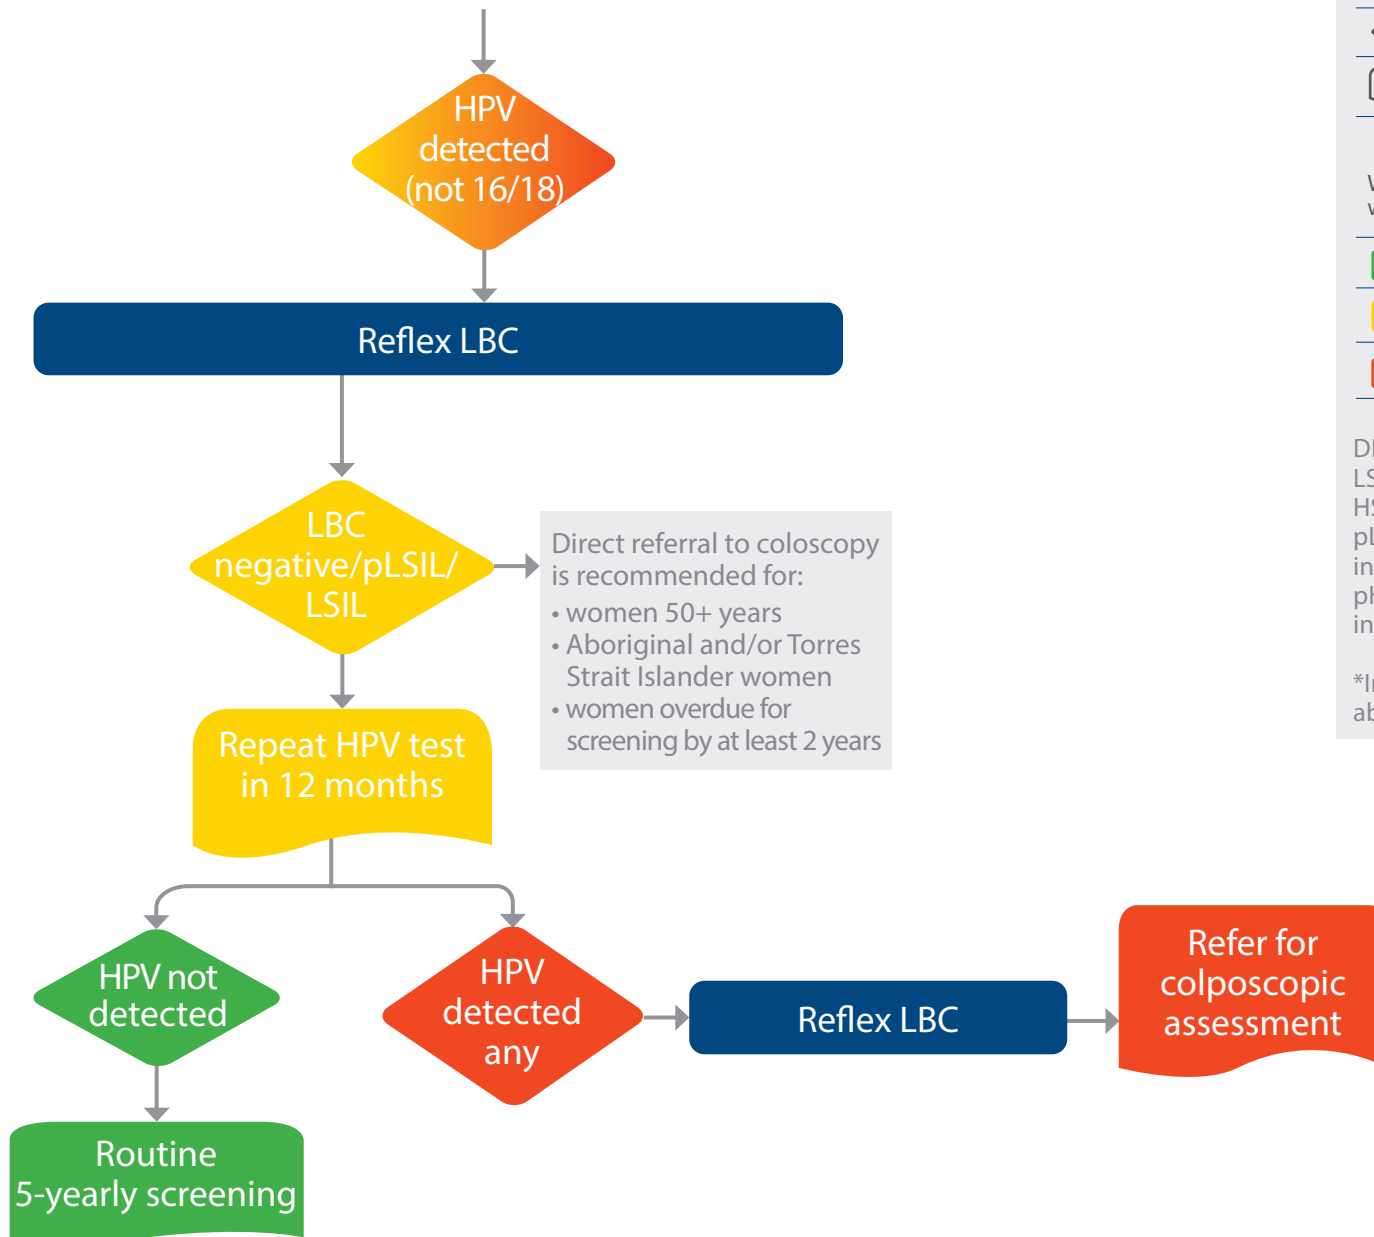 HPV
detected
(not 16/18)
Reflex LBC
LBC
negative/pLSIL/
LSIL
Direct referral to coloscopy
is recommended for:
• women 50+ years
• Aboriginal and/or Torres
Strait Islander women
• women overdue for
screening by at least 2 years
Repeat HPV test
in 12 months
HPV not
detected
HPV
detected
any
Reflex LBC
Refer for
colposcopic
assessment
Routine
5-yearly screening